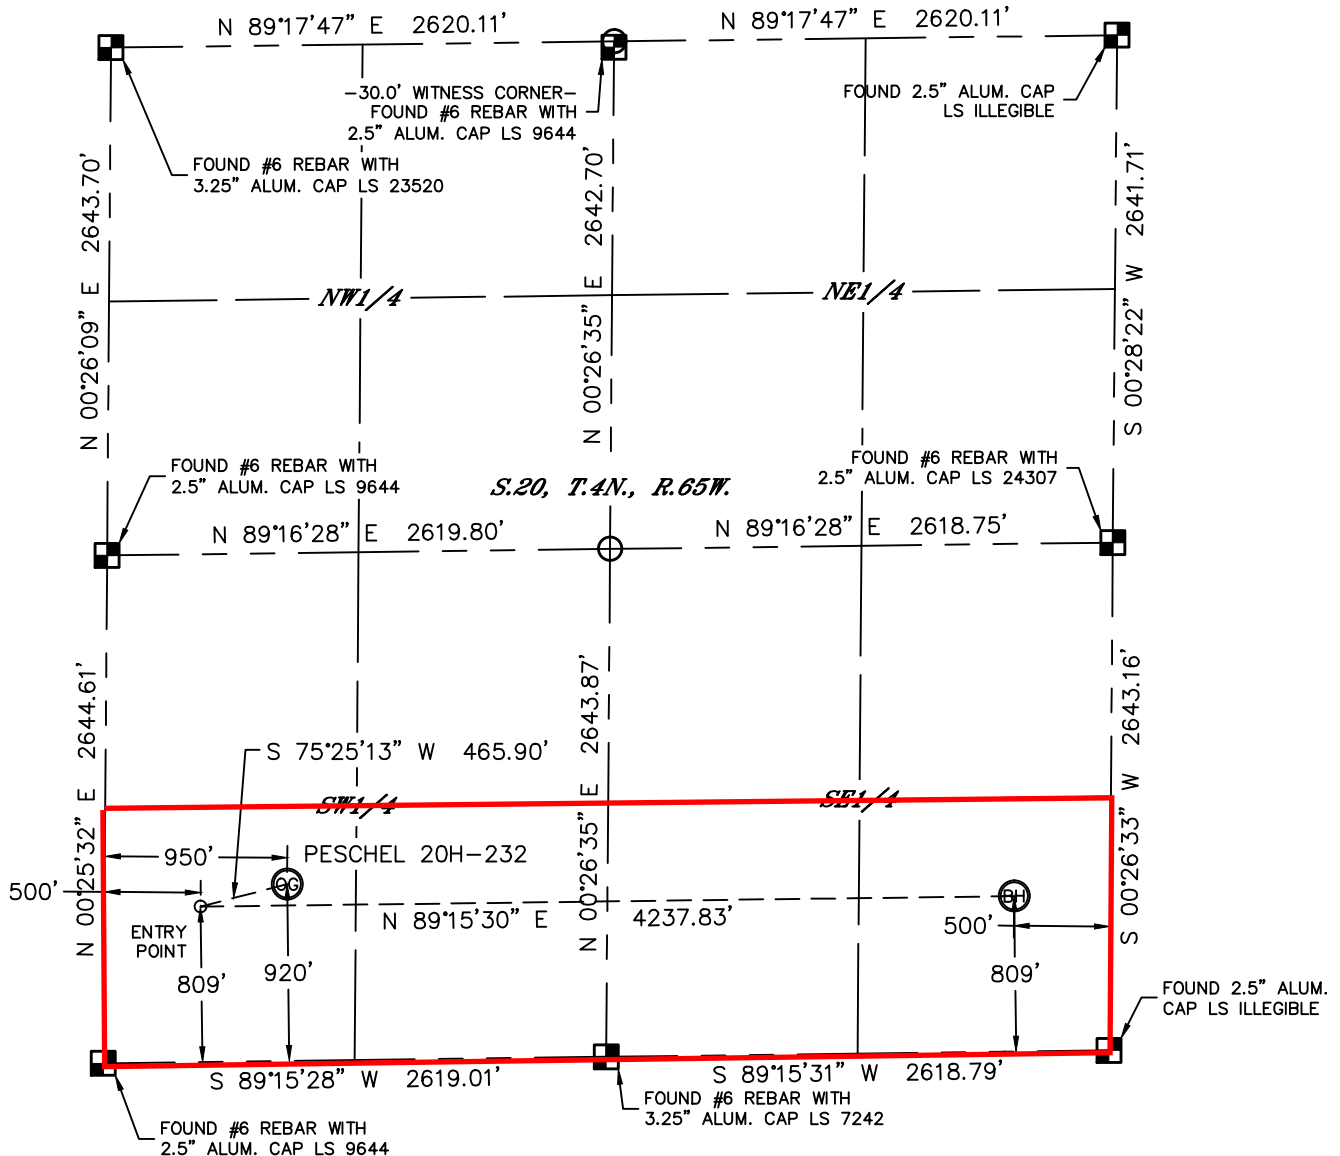 N 89°17'47" E 2620.11'
N 89°17'47" E 2620.11'
-30.0' WITNESS CORNER-
FOUND #6 REBAR WITH
2.5" ALUM. CAP LS 9644
FOUND 2.5" ALUM. CAP
LS ILLEGIBLE
FOUND #6 REBAR WITH
3.25" ALUM. CAP LS 23520
N 00°26'09" E 2643.70'
N 00°26'35" E 2642.70'
S 00°28'22" W 2641.71'
NW1/4
NE1/4
FOUND #6 REBAR WITH
2.5" ALUM. CAP LS 9644
S.20, T.4N., R.65W.
FOUND #6 REBAR WITH
2.5" ALUM. CAP LS 24307
N 89°16'28" E 2619.80'
N 89°16'28" E 2618.75'
N 00°25'32" E 2644.61'
N 00°26'35" E 2643.87'
S 00°26'33" W 2643.16'
S 75°25'13" W 465.90'
SW1/4
SE1/4
950'
PESCHEL 20H-232
500'
OG
BH
N 89°15'30" E 4237.83'
500'
ENTRY
POINT
809'
920'
809'
FOUND 2.5" ALUM.
CAP LS ILLEGIBLE
S 89°15'28" W 2619.01'
S 89°15'31" W 2618.79'
FOUND #6 REBAR WITH
3.25" ALUM. CAP LS 7242
FOUND #6 REBAR WITH
2.5" ALUM. CAP LS 9644